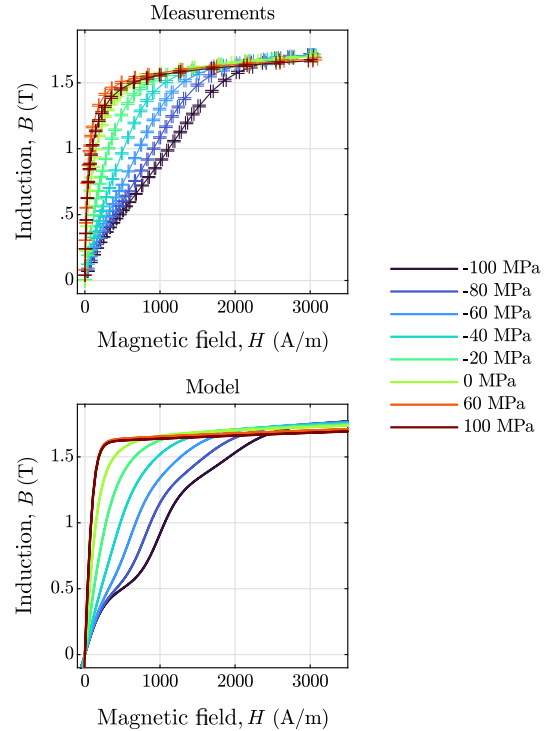 Measurements
Induction, B (T)
1.5
1
.5
0
0 1000 2000 3000
Magnetic field, H (A/m)
-100 MPa
-80 MPa
-60 MPa
-40 MPa
-20 MPa
0 MPa
60 MPa
100 MPa
Model
Induction, B (T)
1.5
1
0.5
0
0 1000 2000 3000
Magnetic field, H (A/m)